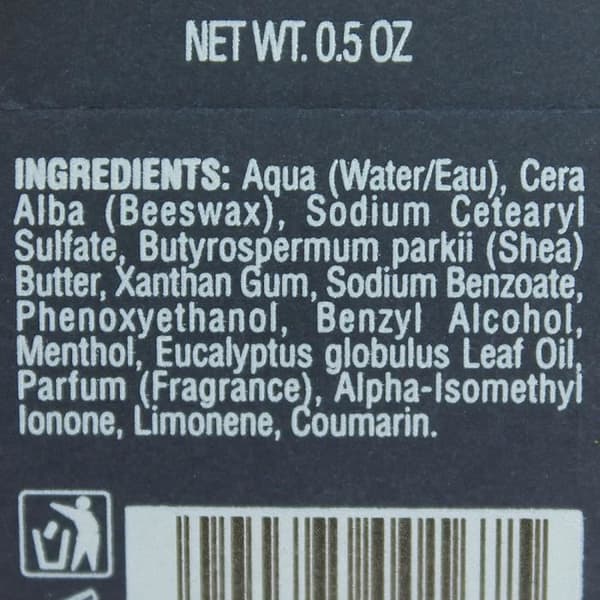 NET WT. 0.5 OZ
INGREDIENTS: Aqua (Water/Eau), Cera
Alba (Beeswax), Sodium Cetearyl
Sulfate, Butyrospermum parkii (Shea)
Butter, Xanthan Gum, Sodium Benzoate,
Phenoxyethanol, Benzyl Alcohol,
Menthol, Eucalyptus globulus Leaf Oil,
Parfum (Fragrance), Alpha-Isomethyl
Ionone, Limonene, Coumarin.